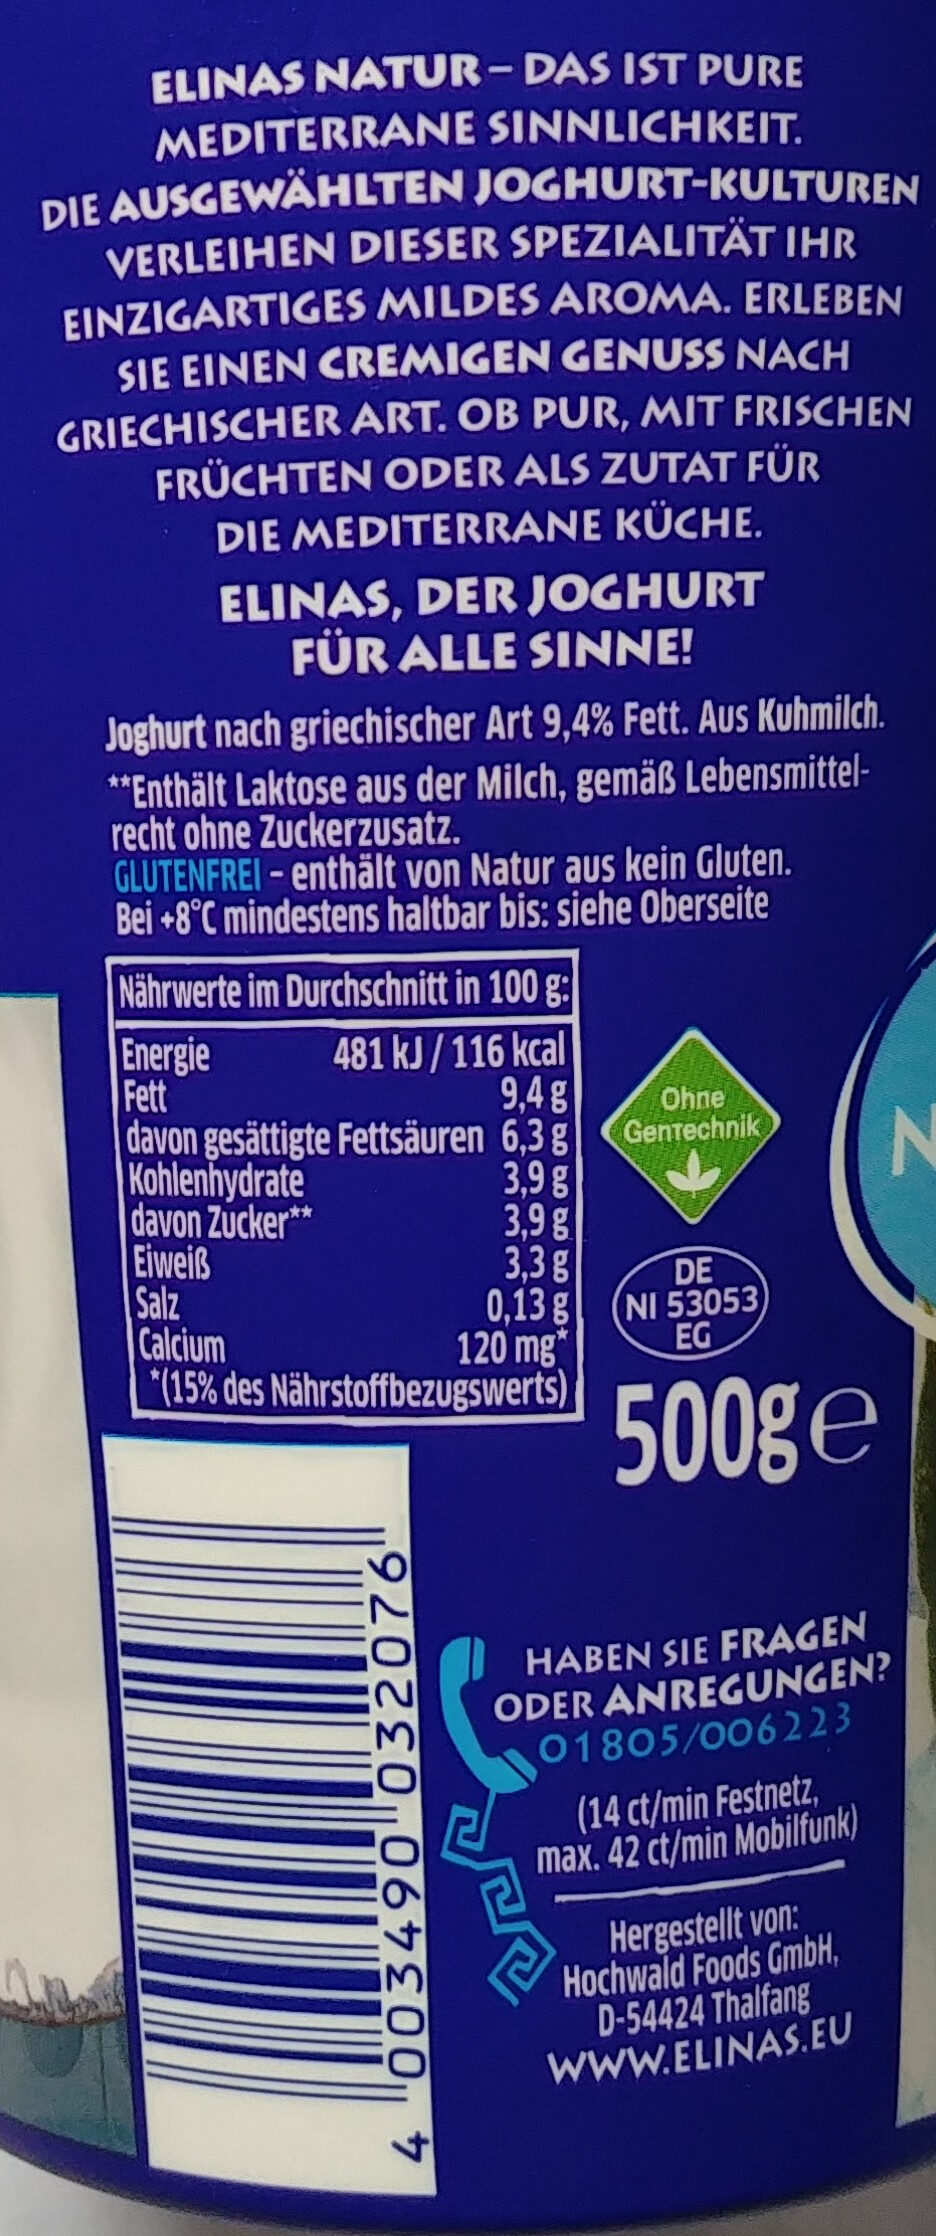 ELINAS NATUR – DAS IST PURE
MEDITERRANE SINNLICHKEIT.
DIE AUSGEWÄHLTEN JOGHURT-KULTUREN
VERLEIHEN DIESER SPEZIALITÄT IHR
EINZIGARTIGES MILDES AROMA. ERLEBEN
SIE EINEN CREMIGEN GENUSS NACH
GRIECHISCHER ART. OB PUR, MIT FRISCHEN
FRÜCHTEN ODER ALS ZUTAT FÜR
DIE MEDITERRANE KÜCHE.
ELINAS, DER JOGHURT
FÜR ALLE SINNE!
Joghurt nach griechischer Art 9,4% Fett. Aus Kuhmilch.
**Enthält Laktose aus der Milch, gemäß Lebensmittel-
recht ohne Zuckerzusatz.
GLUTENFREI - enthält von Natur aus kein Gluten.
Bei +8°C mindestens haltbar bis: siehe Oberseite
Nährwerte im Durchschnitt in 100 g:
Energie 481 kJ / 116 kcal
Fett 9,4 g
davon gesättigte Fettsäuren 6,3 g
Kohlenhydrate 3,9 g
davon Zucker** 3,9 g
Eiweiß 3,3 g
Salz 0,13 g
Calcium 120 mg*
*(15% des Nährstoffbezugswerts)
Ohne
Gentechnik
DE
NI 53053
EG
500g e
N
4 003490 032076
HABEN SIE FRAGEN
ODER ANREGUNGEN?
01805/006223
(14 ct/min Festnetz,
max. 42 ct/min Mobilfunk)
Hergestellt von:
Hochwald Foods GmbH,
D-54424 Thalfang
WWW.ELINAS.EU